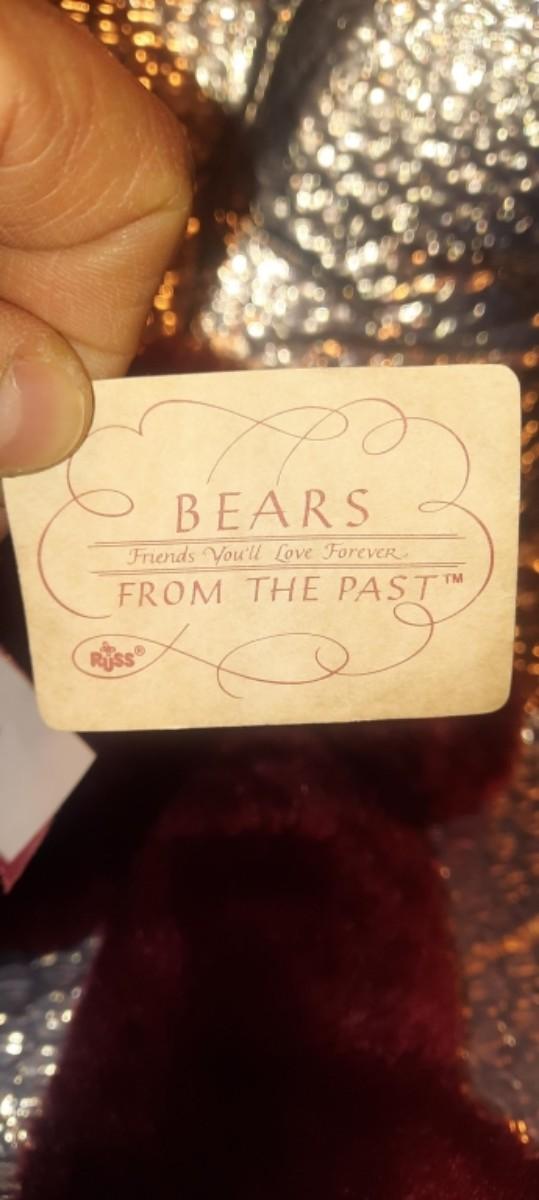 BEARS
Friends You'll Love Forever
FROM THE PAST™
RUSS®